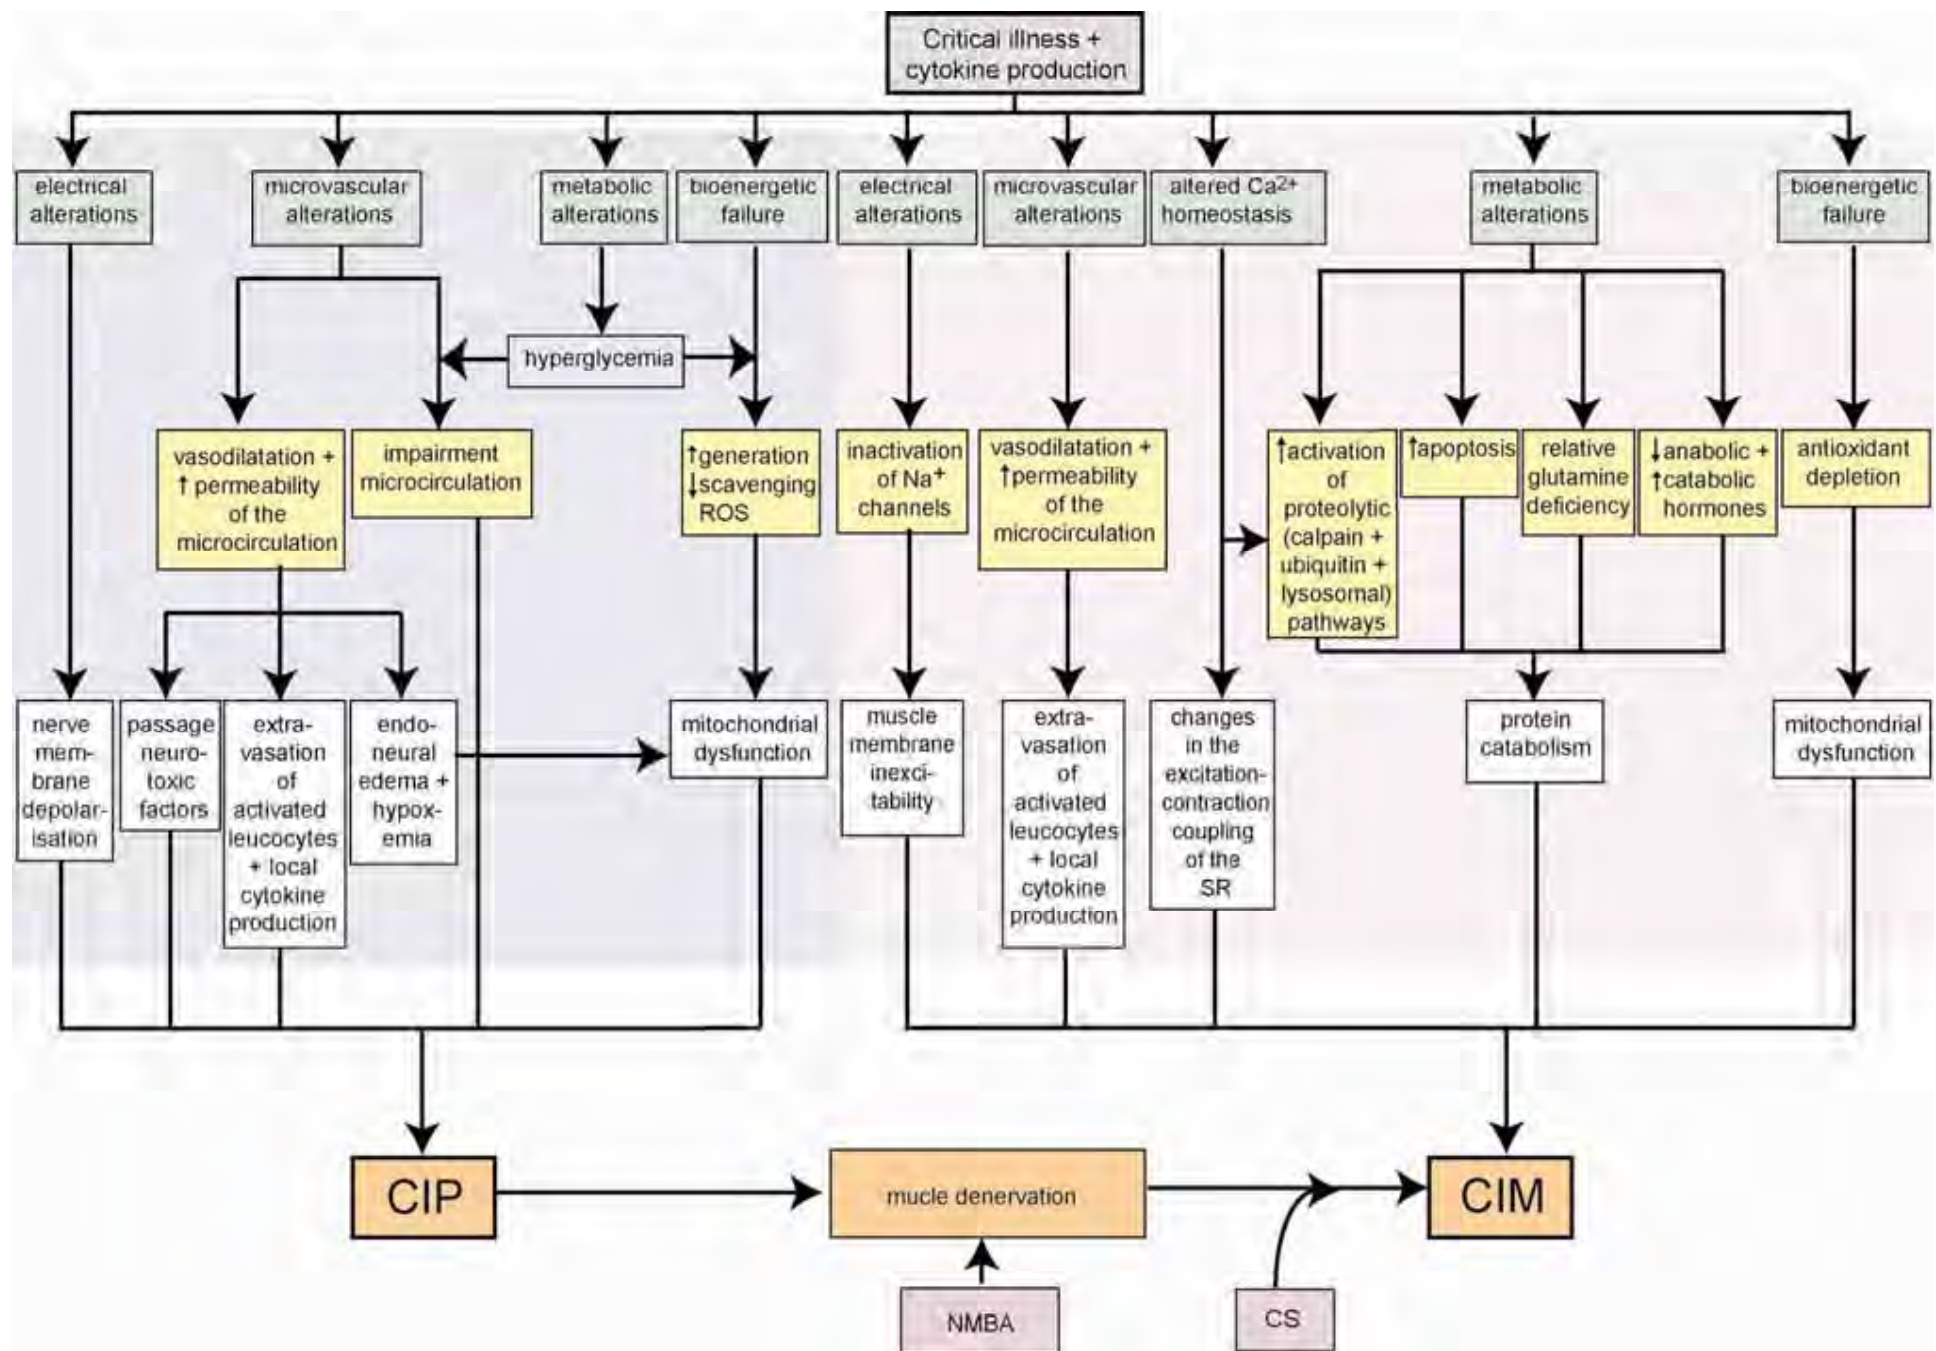 Critical illness +
cytokine production
electrical
alterations
microvascular
alterations
metabolic
alterations
bioenergetic
failure
electrical
alterations
microvascular
alterations
altered Ca2+
homeostasis
metabolic
alterations
bioenergetic
failure
hyperglycemia
vasodilatation +
↑ permeability
of the
microcirculation
impairment
microcirculation
↑generation
↓scavenging
ROS
inactivation
of Na+
channels
vasodilatation +
↑permeability
of the
microcirculation
↑activation
of
proteolytic
(calpain +
ubiquitin +
lysosomal)
pathways
↑apoptosis
relative
glutamine
deficiency
↓anabolic +
↑catabolic
hormones
antioxidant
depletion
nerve
mem-
brane
depolar-
isation
passage
neuro-
toxic
factors
extra-
vasation
of
activated
leucocytes
+ local
cytokine
production
endo-
neural
edema +
hypox-
emia
mitochondrial
dysfunction
muscle
membrane
inexci-
tability
extra-
vasation
of
activated
leucocytes
+ local
cytokine
production
changes
in the
excitation-
contraction
coupling
of the
SR
protein
catabolism
mitochondrial
dysfunction
CIP
mucle denervation
CIM
NMBA
CS